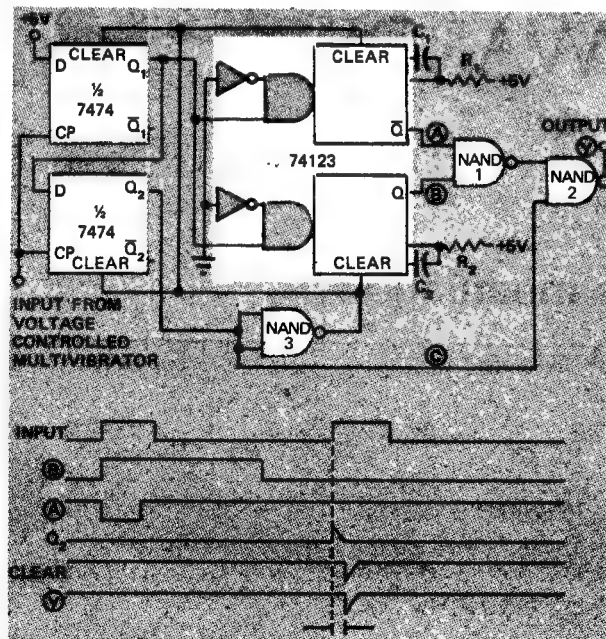 +5V
CLEAR
D Q₁
½
7474
CP Q̄₁
D Q₂
½
7474
CP Q̄₂
CLEAR
INPUT FROM
VOLTAGE
CONTROLLED
MULTIVIBRATOR
CLEAR
C₁
R₁
+5V
Q̄
A
74123
Q
B
CLEAR
+5V
R₂
C₂
NAND
1
OUTPUT
Y
NAND
2
NAND
3
C
INPUT
B
A
Q₂
CLEAR
Y